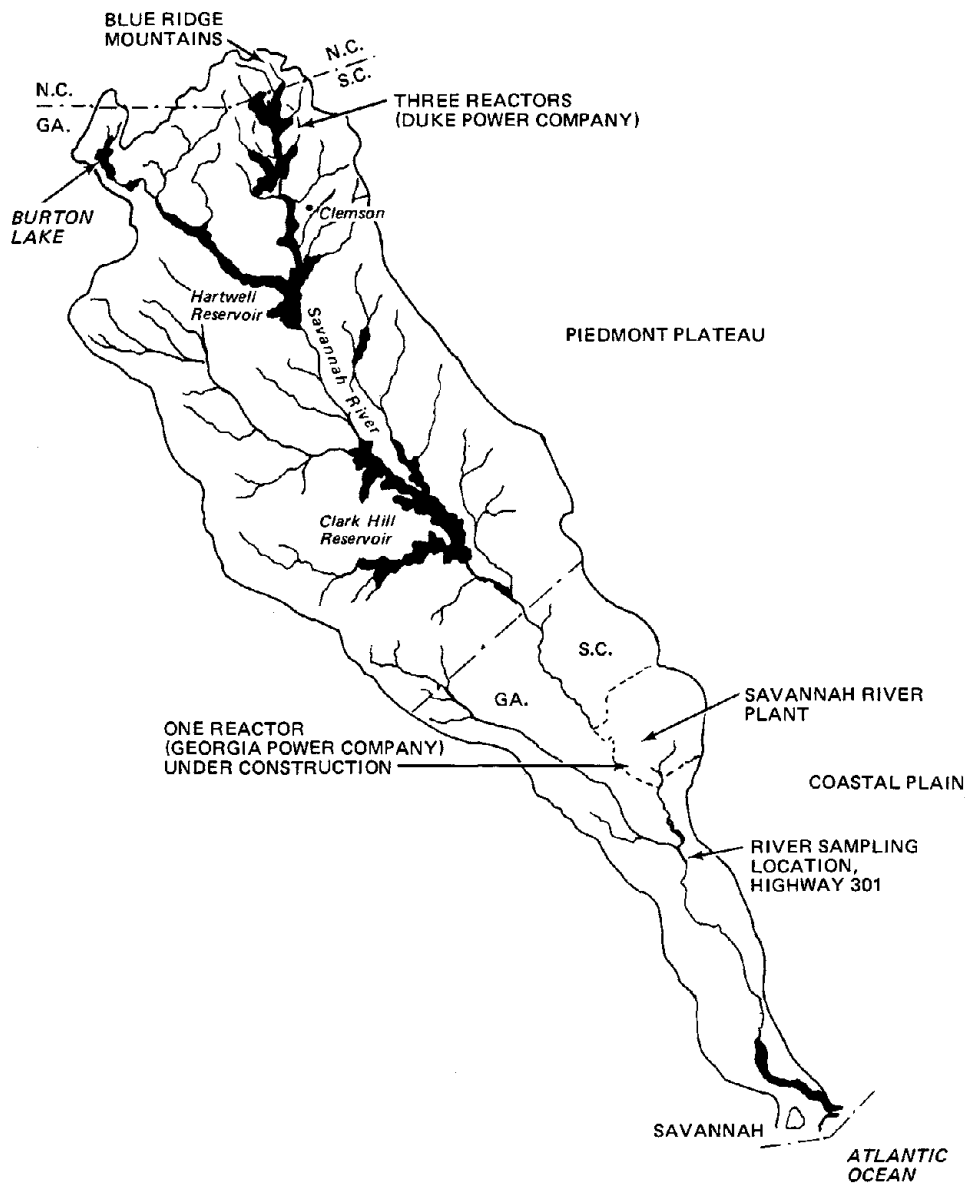 BLUE RIDGE
MOUNTAINS
N.C.
S.C.
N.C.
GA.
THREE REACTORS
(DUKE POWER COMPANY)
BURTON
LAKE
Clemson
Hartwell
Reservoir
Savannah River
PIEDMONT PLATEAU
Clark Hill
Reservoir
S.C.
GA.
SAVANNAH RIVER
PLANT
ONE REACTOR
(GEORGIA POWER COMPANY)
UNDER CONSTRUCTION
COASTAL PLAIN
RIVER SAMPLING
LOCATION,
HIGHWAY 301
SAVANNAH
ATLANTIC
OCEAN